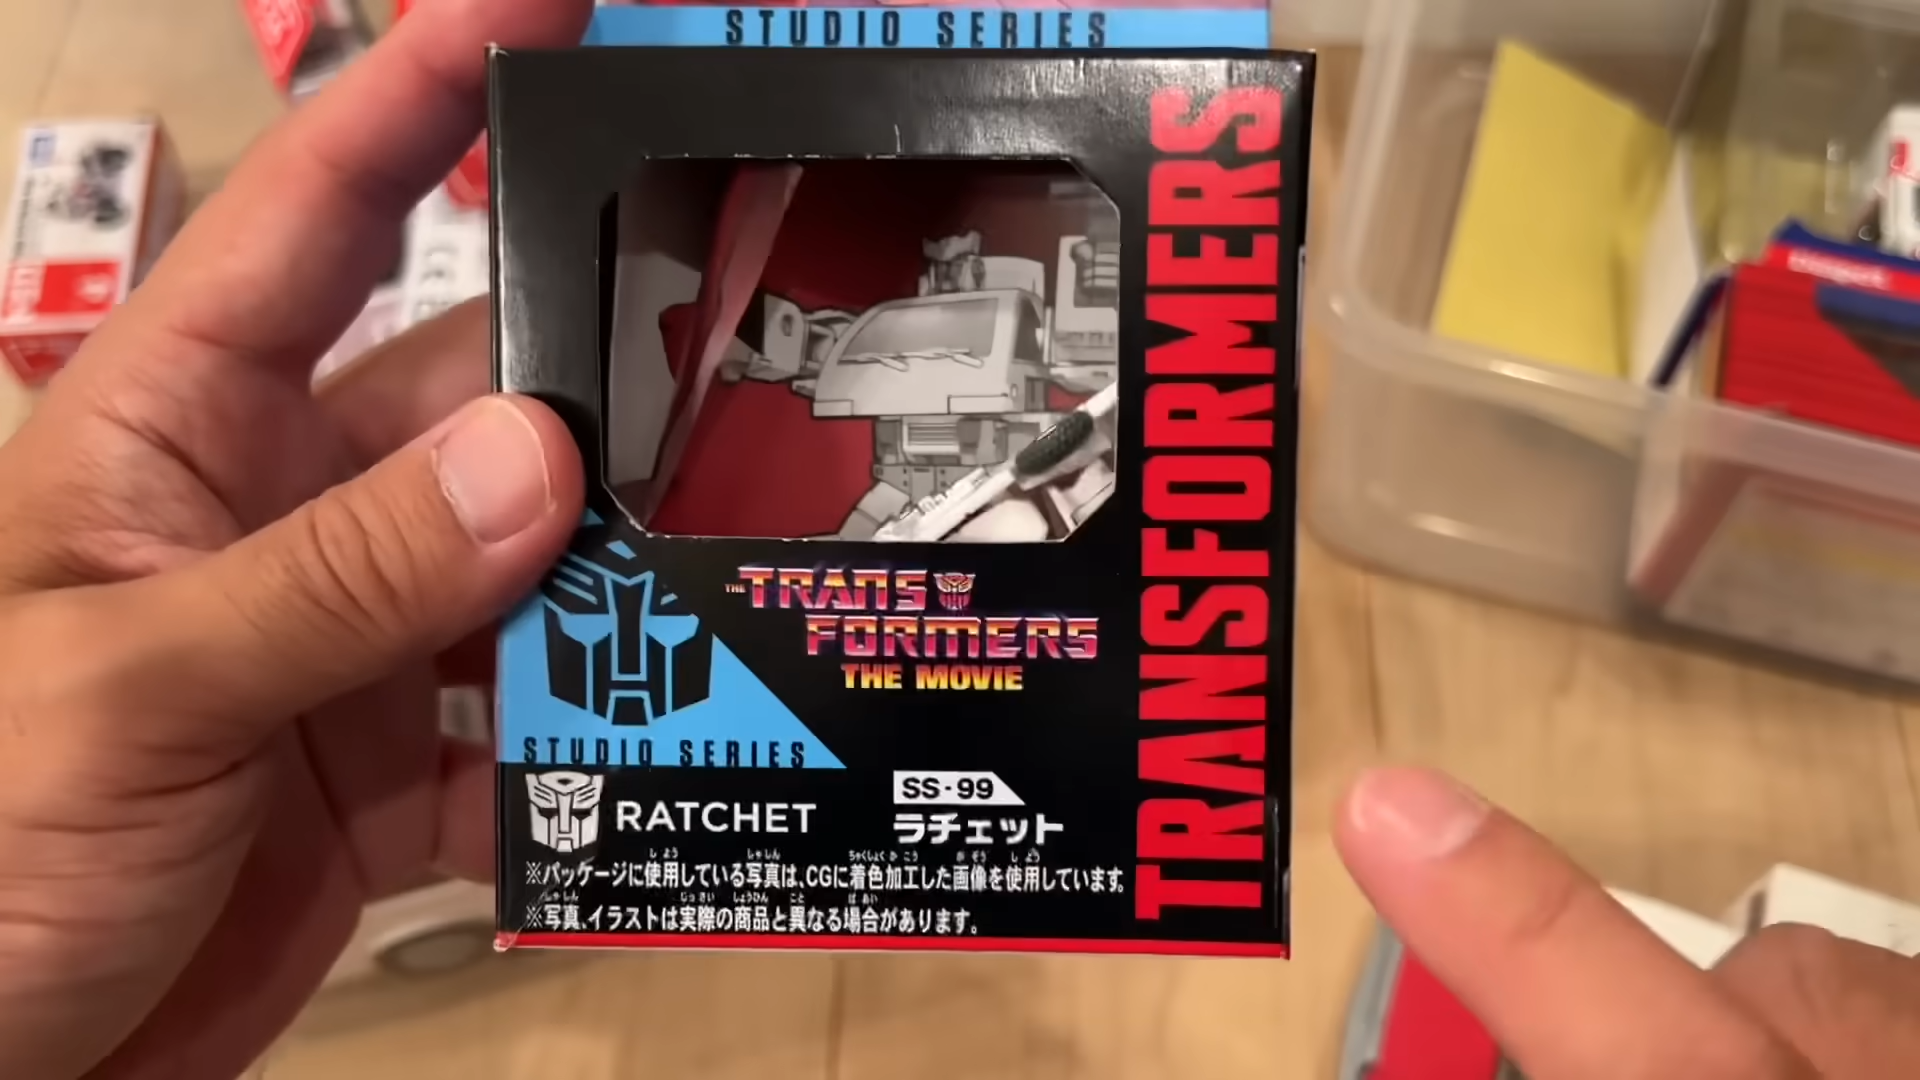 STUDIO SERIES
TRANSFORMERS
THE TRANSFORMERS
THE MOVIE
STUDIO SERIES
RATCHET
SS-99
ラチェット
※パッケージに使用している写真は、CGに着色加工した画像を使用しています。
※写真、イラストは実際の商品と異なる場合があります。